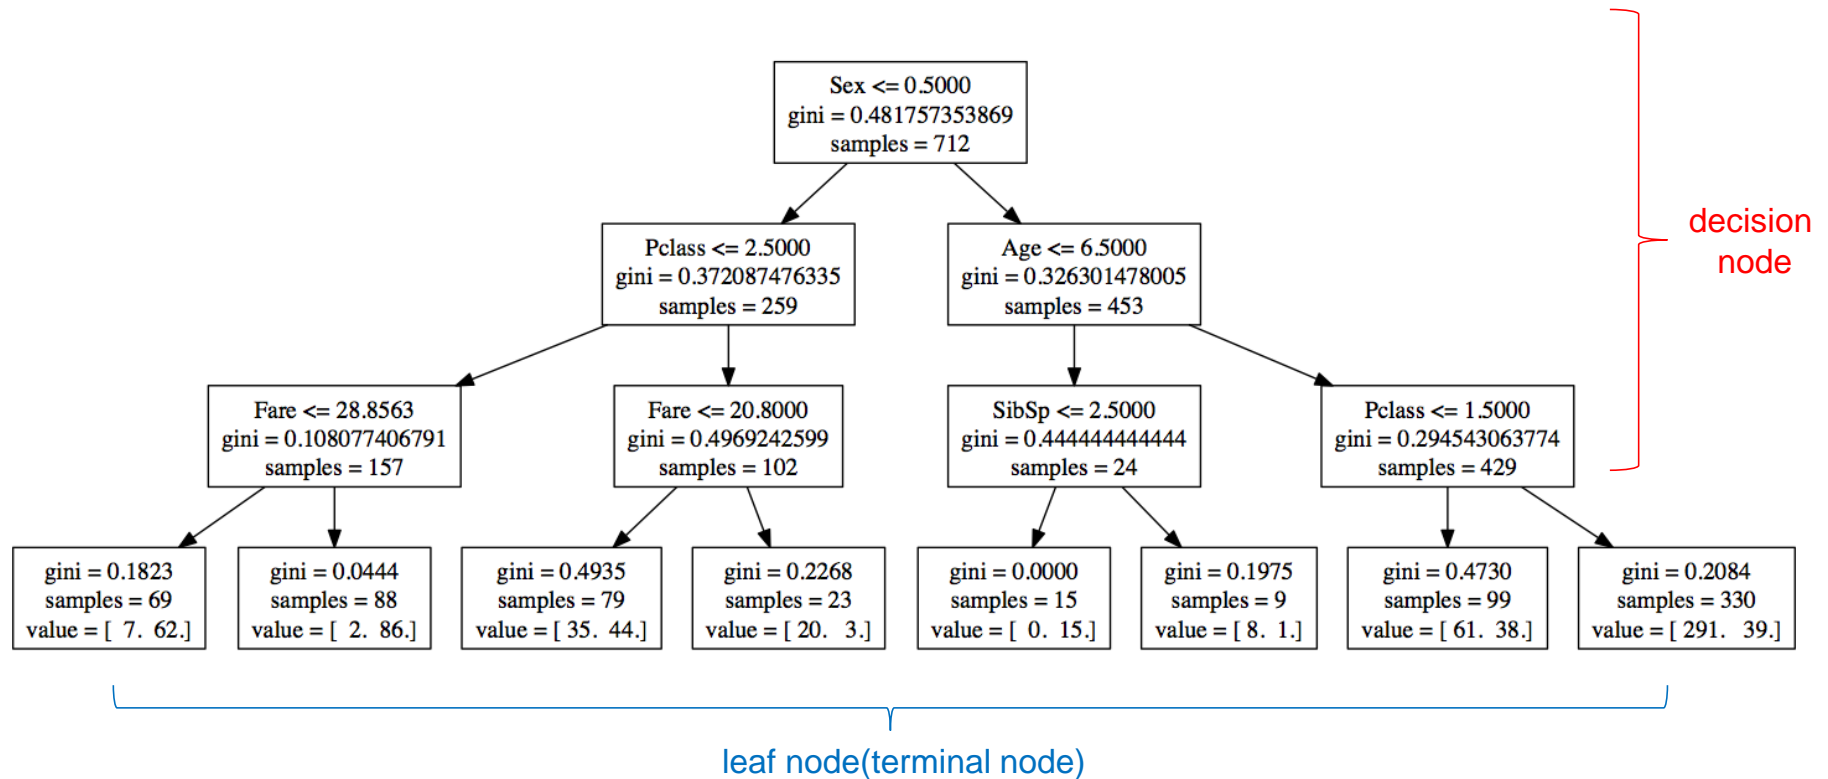 Sex <= 0.5000
gini = 0.481757353869
samples = 712
Pclass <= 2.5000
gini = 0.372087476335
samples = 259
Age <= 6.5000
gini = 0.326301478005
samples = 453
decision
node
Fare <= 28.8563
gini = 0.108077406791
samples = 157
Fare <= 20.8000
gini = 0.4969242599
samples = 102
SibSp <= 2.5000
gini = 0.444444444444
samples = 24
Pclass <= 1.5000
gini = 0.294543063774
samples = 429
gini = 0.1823
samples = 69
value = [ 7. 62.]
gini = 0.0444
samples = 88
value = [ 2. 86.]
gini = 0.4935
samples = 79
value = [ 35. 44.]
gini = 0.2268
samples = 23
value = [ 20. 3.]
gini = 0.0000
samples = 15
value = [ 0. 15.]
gini = 0.1975
samples = 9
value = [ 8. 1.]
gini = 0.4730
samples = 99
value = [ 61. 38.]
gini = 0.2084
samples = 330
value = [ 291. 39.]
leaf node(terminal node)